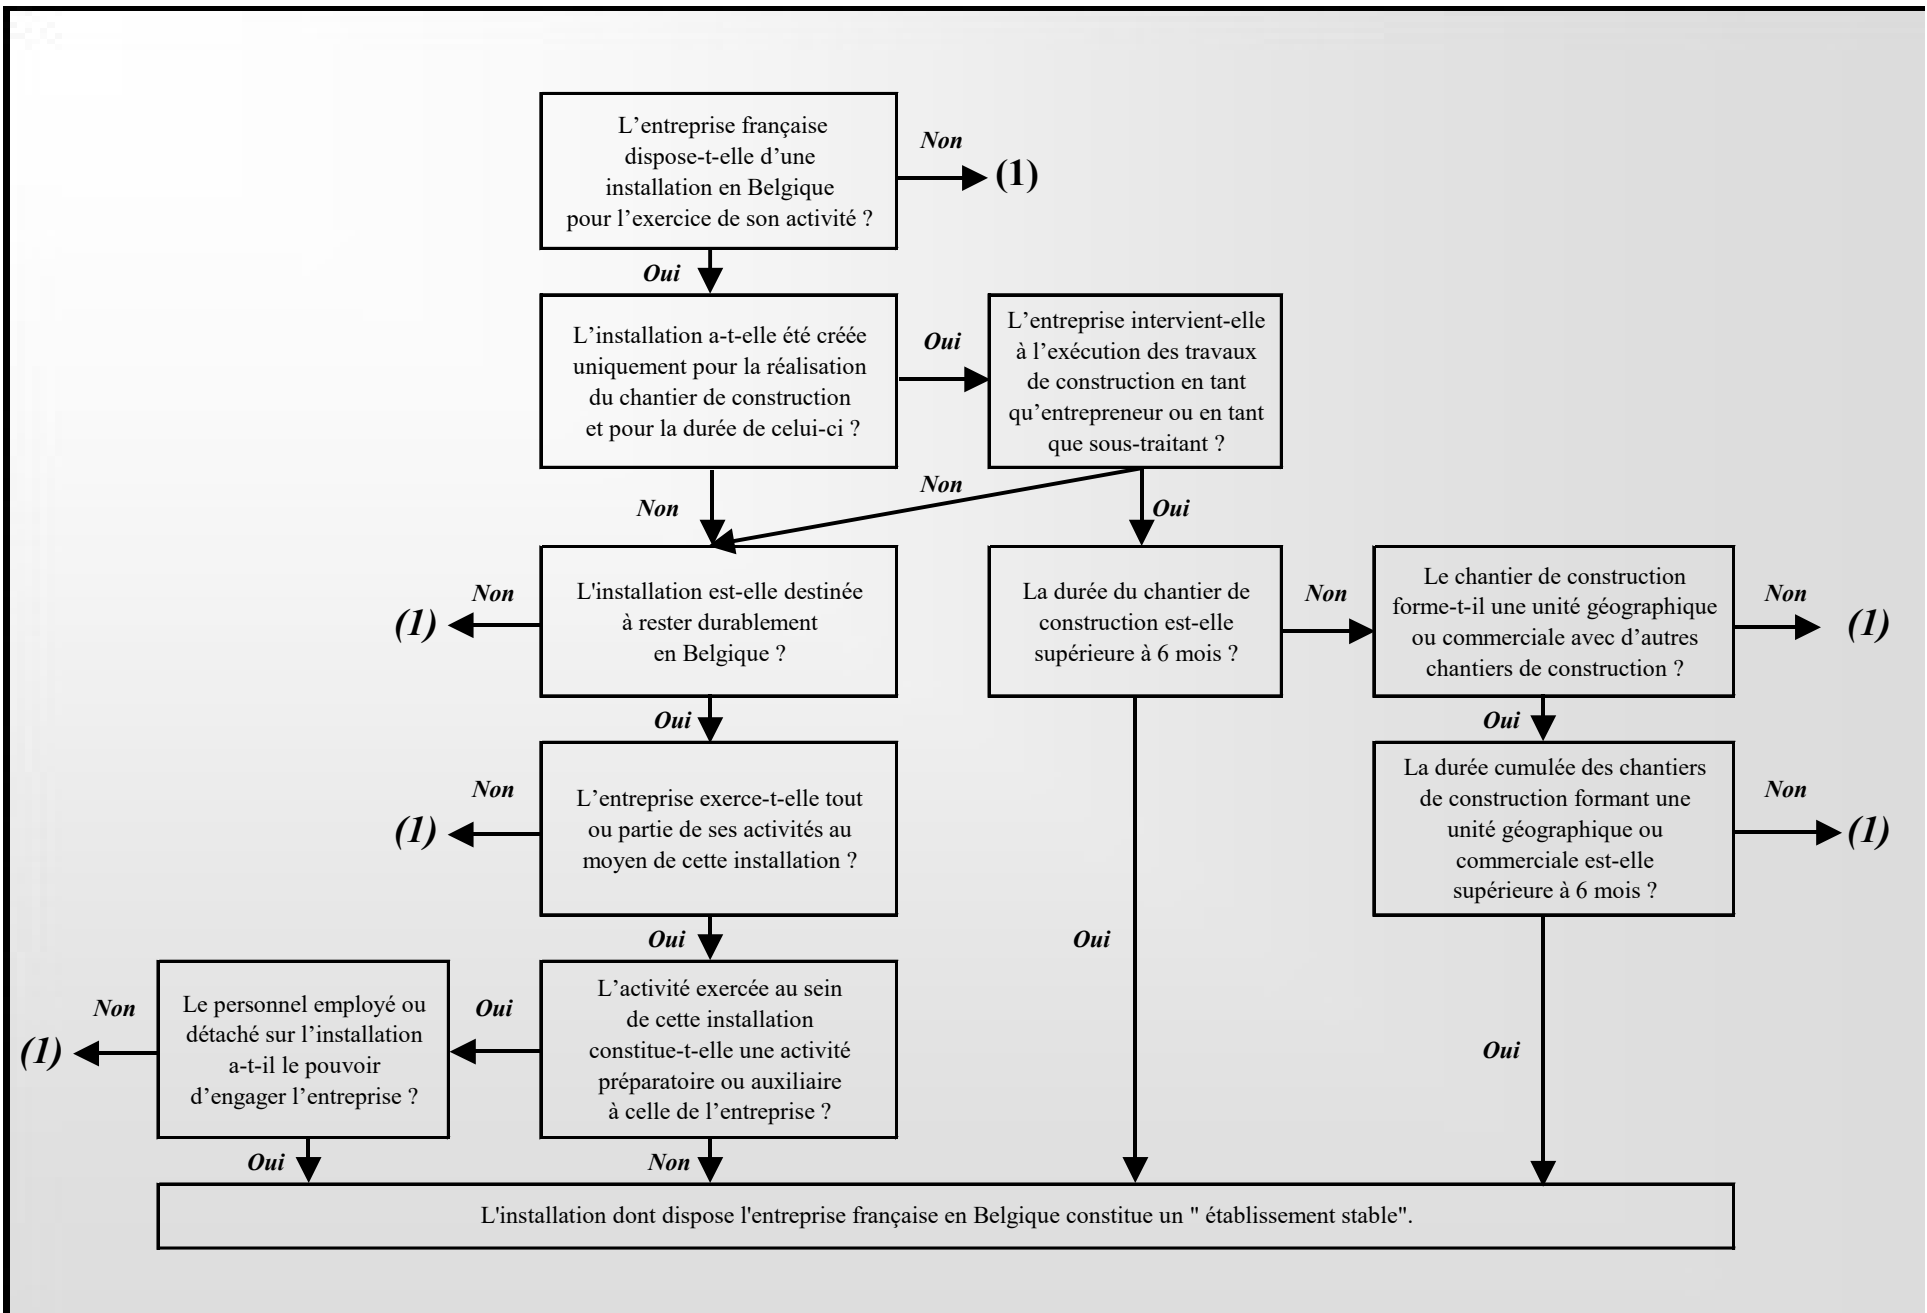 L’entreprise française
dispose-t-elle d’une
installation en Belgique
pour l’exercice de son activité ?
Non
(1)
Oui
L’installation a-t-elle été créée
uniquement pour la réalisation
du chantier de construction
et pour la durée de celui-ci ?
Oui
L’entreprise intervient-elle
à l’exécution des travaux
de construction en tant
qu’entrepreneur ou en tant
que sous-traitant ?
Non
Non
Oui
(1)
Non
L'installation est-elle destinée
à rester durablement
en Belgique ?
La durée du chantier de
construction est-elle
supérieure à 6 mois ?
Non
Le chantier de construction
forme-t-il une unité géographique
ou commerciale avec d’autres
chantiers de construction ?
Non
(1)
Oui
Oui
(1)
Non
L’entreprise exerce-t-elle tout
ou partie de ses activités au
moyen de cette installation ?
La durée cumulée des chantiers
de construction formant une
unité géographique ou
commerciale est-elle
supérieure à 6 mois ?
Non
(1)
Oui
Oui
(1)
Non
Le personnel employé ou
détaché sur l’installation
a-t-il le pouvoir
d’engager l’entreprise ?
Oui
L’activité exercée au sein
de cette installation
constitue-t-elle une activité
préparatoire ou auxiliaire
à celle de l’entreprise ?
Oui
Oui
Non
L'installation dont dispose l'entreprise française en Belgique constitue un " établissement stable".